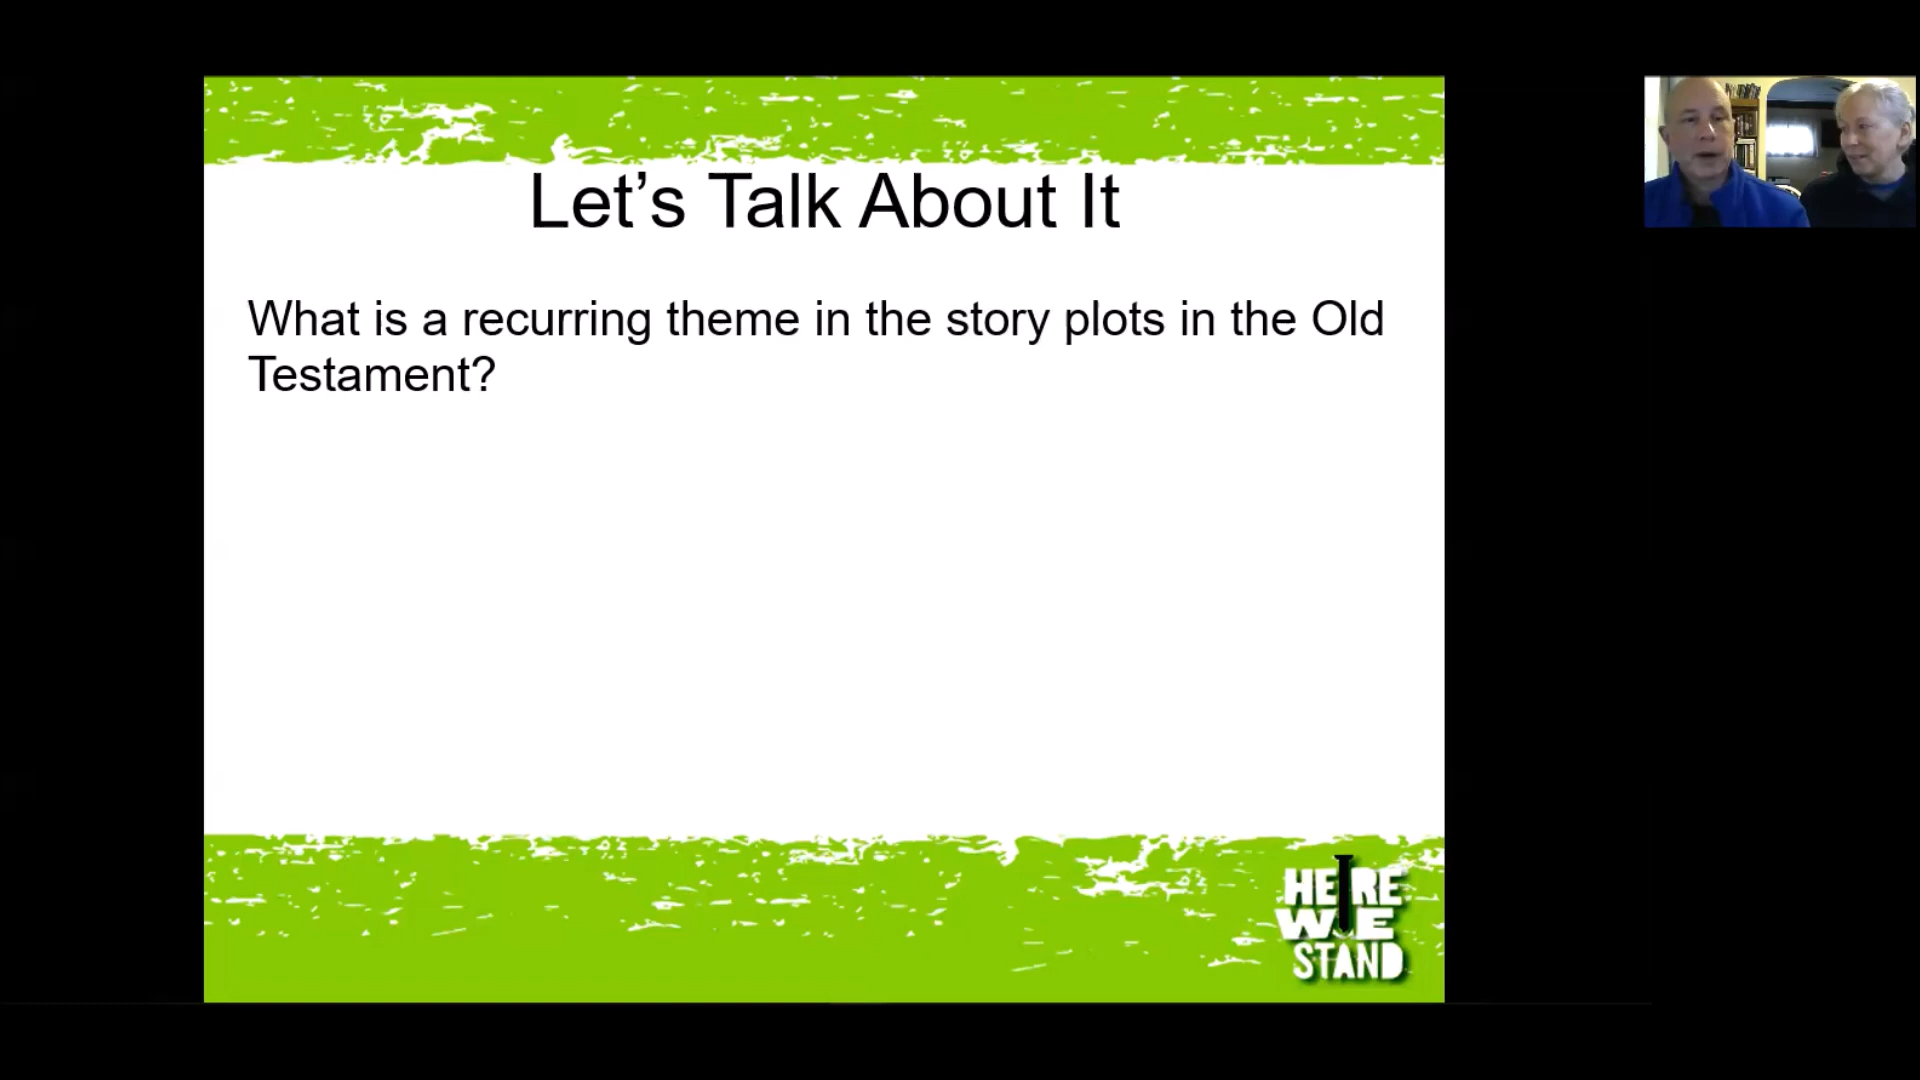 Let’s Talk About It
What is a recurring theme in the story plots in the Old
Testament?
HERE
WE
STAND